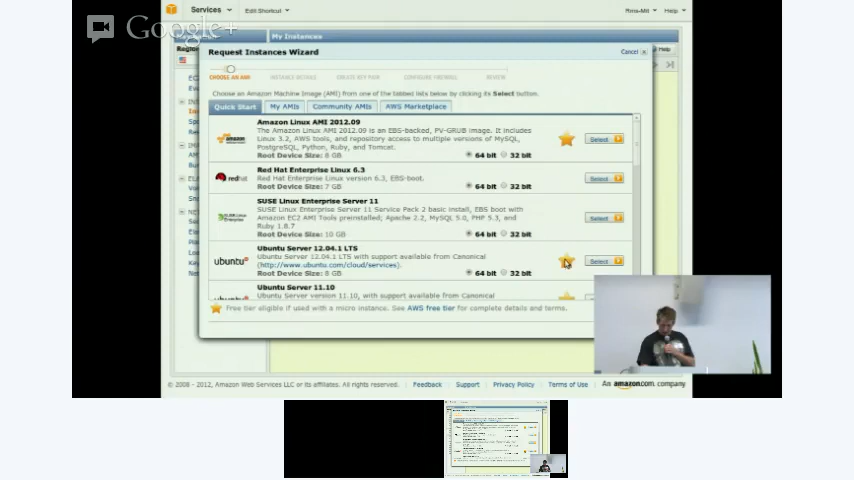 Google+
Services
Edit Shortcut
Help
My Instances
Help
Request Instances Wizard
Cancel
CHOOSE AN AMI
INSTANCE DETAILS
CREATE KEY PAIR
CONFIGURE FIREWALL
REVIEW
Choose an Amazon Machine Image (AMI) from one of the tabbed lists below by clicking its Select button.
Quick Start
My AMIs
Community AMIs
AWS Marketplace
Amazon Linux AMI 2012.09
The Amazon Linux AMI 2012.09 is an EBS-backed, PV-GRUB image. It includes
Linux 3.2, AWS tools, and repository access to multiple versions of MySQL,
PostgreSQL, Python, Ruby, and Tomcat.
Root Device Size: 8 GB
64 bit 32 bit
amazon
Select
Red Hat Enterprise Linux 6.3
Red Hat Enterprise Linux version 6.3, EBS-boot.
Root Device Size: 7 GB
64 bit 32 bit
redhat
Select
SUSE Linux Enterprise Server 11
SUSE Linux Enterprise Server 11 Service Pack 2 basic install, EBS boot with
Amazon EC2 AMI Tools preinstalled; Apache 2.2, MySQL 5.0, PHP 5.3, and
Ruby 1.8.7
Root Device Size: 10 GB
64 bit 32 bit
Select
Ubuntu Server 12.04.1 LTS
Ubuntu Server 12.04.1 LTS with support available from Canonical
(http://www.ubuntu.com/cloud/services).
Root Device Size: 8 GB
64 bit 32 bit
ubuntu
Select
Ubuntu Server 11.10
Ubuntu Server version 11.10, with support available from Canonical
ubuntu
Free tier eligible if used with a micro instance. See AWS free tier for complete details and terms.
© 2008 - 2012, Amazon Web Services LLC or its affiliates. All rights reserved.
Feedback
Support
Privacy Policy
Terms of Use
An amazon.com company